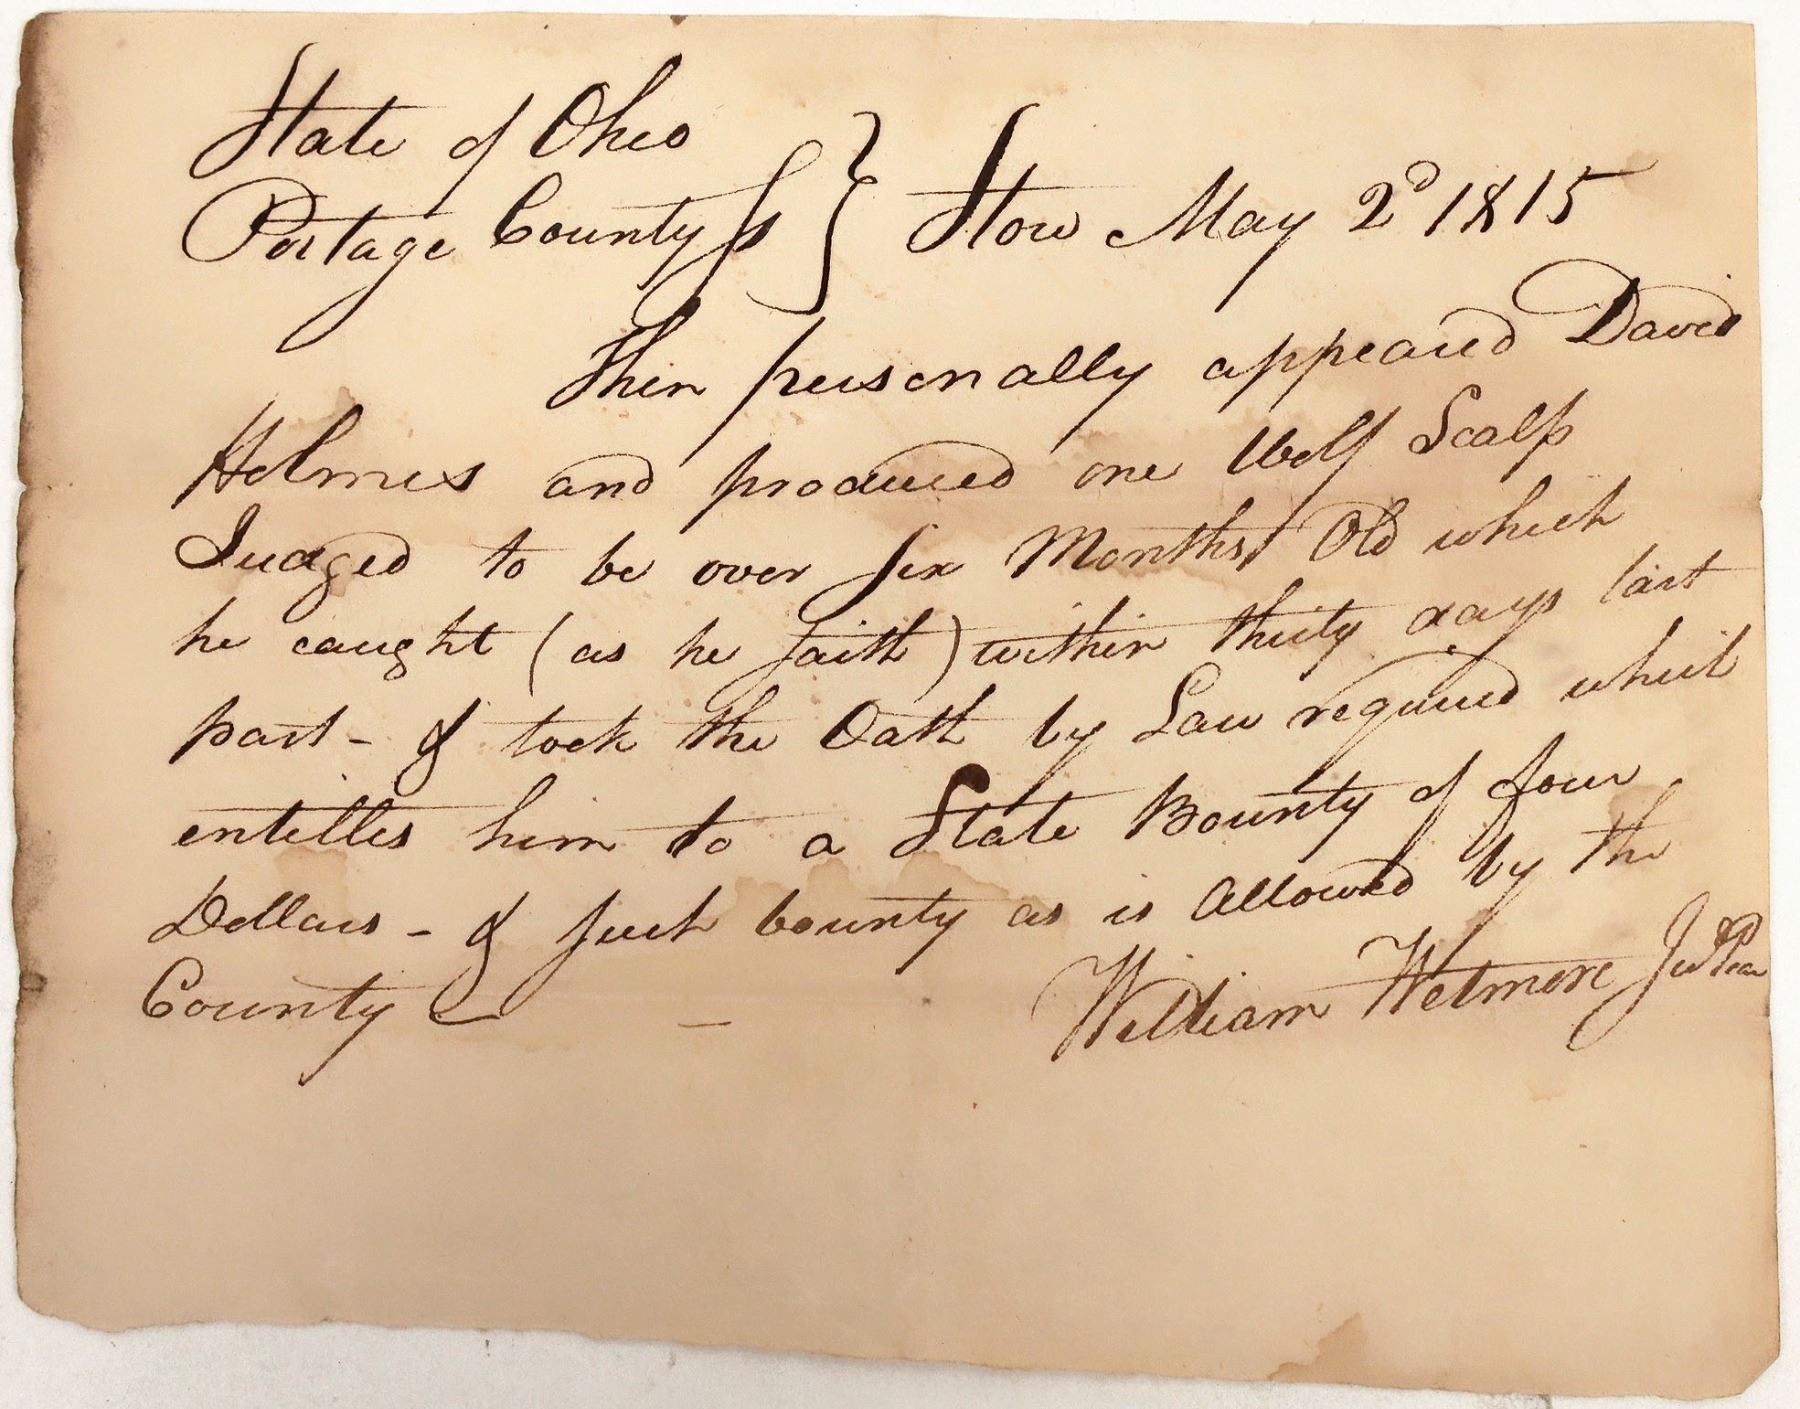 State of Ohio
Portage County ss } Stow May 2d 1815
Then personally appeared David
Holmes and produced one Wolf Scalp
Judged to be over six Months Old which
he caught (as he saith) within thirty days last
past - & took the Oath by Law required which
entitles him to a State Bounty of four
Dollars - & such bounty as is allowed by the
County - William Wetmore Jus Pea